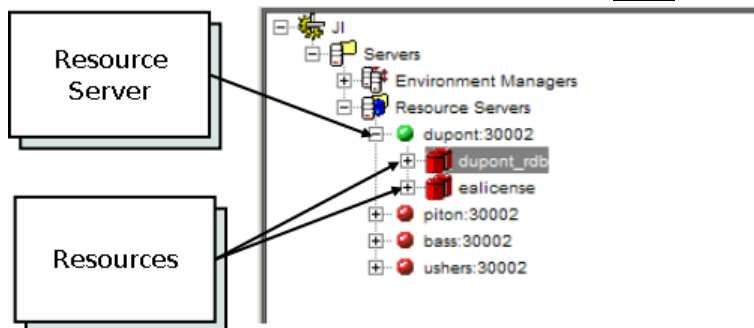 Resource
Server
Resources
JI
Servers
Environment Managers
Resource Servers
dupont:30002
dupont_rdb
ealicense
piton:30002
bass:30002
ushers:30002